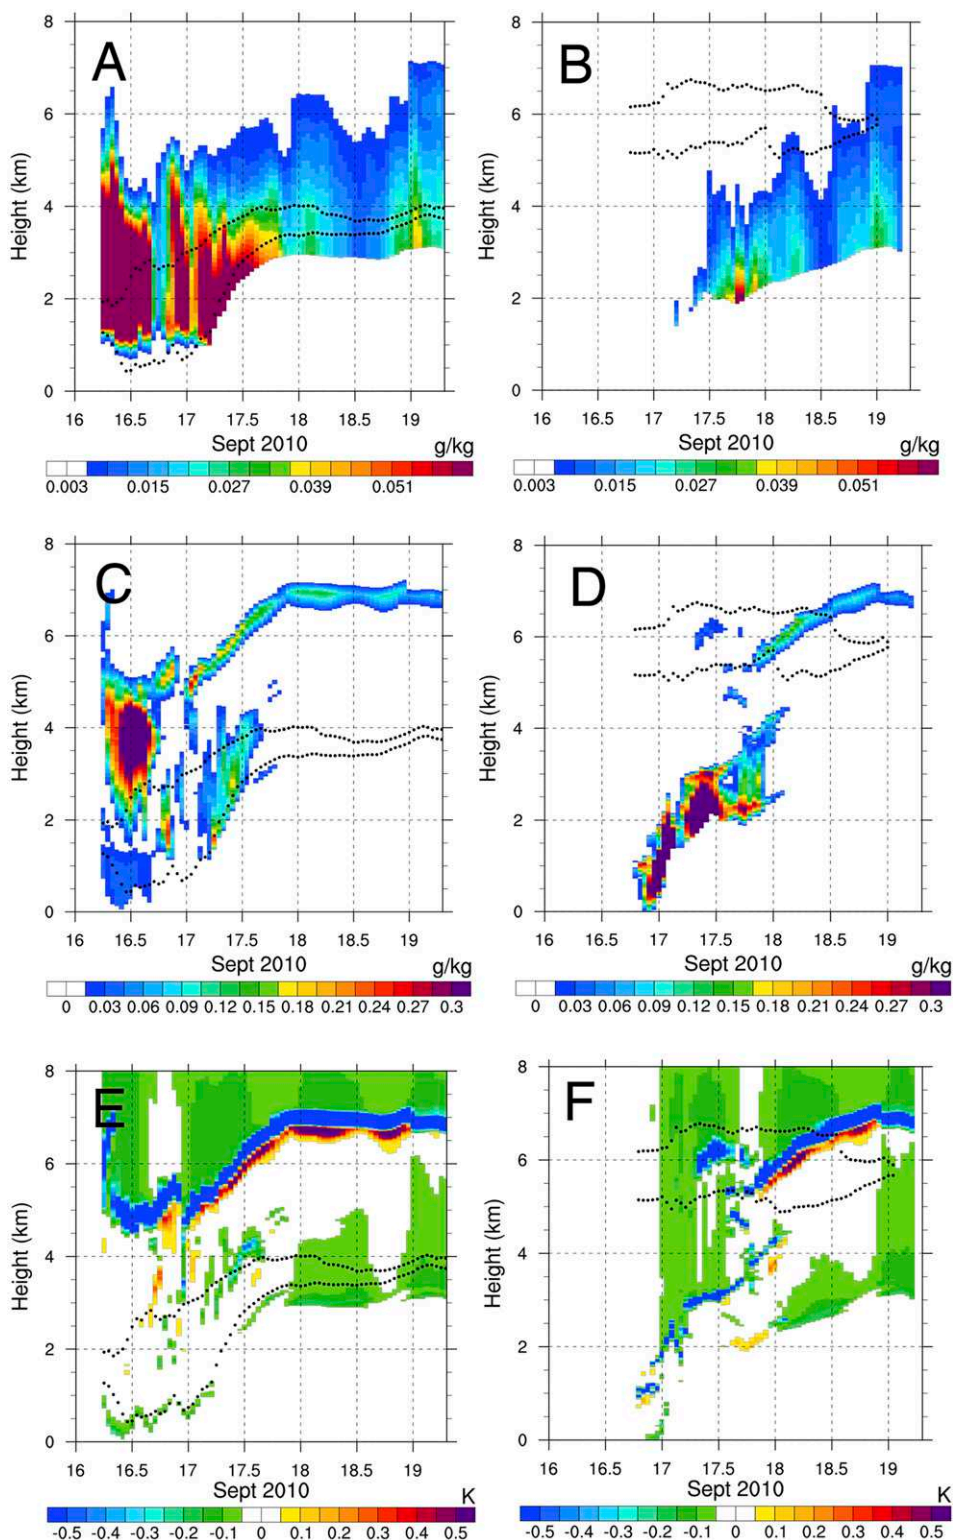 A
B
8
6
4
2
0
Height (km)
8
6
4
2
0
Height (km)
16 16.5 17 17.5 18 18.5 19
16 16.5 17 17.5 18 18.5 19
Sept 2010
g/kg
Sept 2010
g/kg
0.003 0.015 0.027 0.039 0.051
0.003 0.015 0.027 0.039 0.051
C
D
8
6
4
2
0
Height (km)
8
6
4
2
0
Height (km)
16 16.5 17 17.5 18 18.5 19
16 16.5 17 17.5 18 18.5 19
Sept 2010
g/kg
Sept 2010
g/kg
0 0.03 0.06 0.09 0.12 0.15 0.18 0.21 0.24 0.27 0.3
0 0.03 0.06 0.09 0.12 0.15 0.18 0.21 0.24 0.27 0.3
E
F
8
6
4
2
0
Height (km)
8
6
4
2
0
Height (km)
16 16.5 17 17.5 18 18.5 19
16 16.5 17 17.5 18 18.5 19
Sept 2010
K
Sept 2010
K
-0.5 -0.4 -0.3 -0.2 -0.1 0 0.1 0.2 0.3 0.4 0.5
-0.5 -0.4 -0.3 -0.2 -0.1 0 0.1 0.2 0.3 0.4 0.5